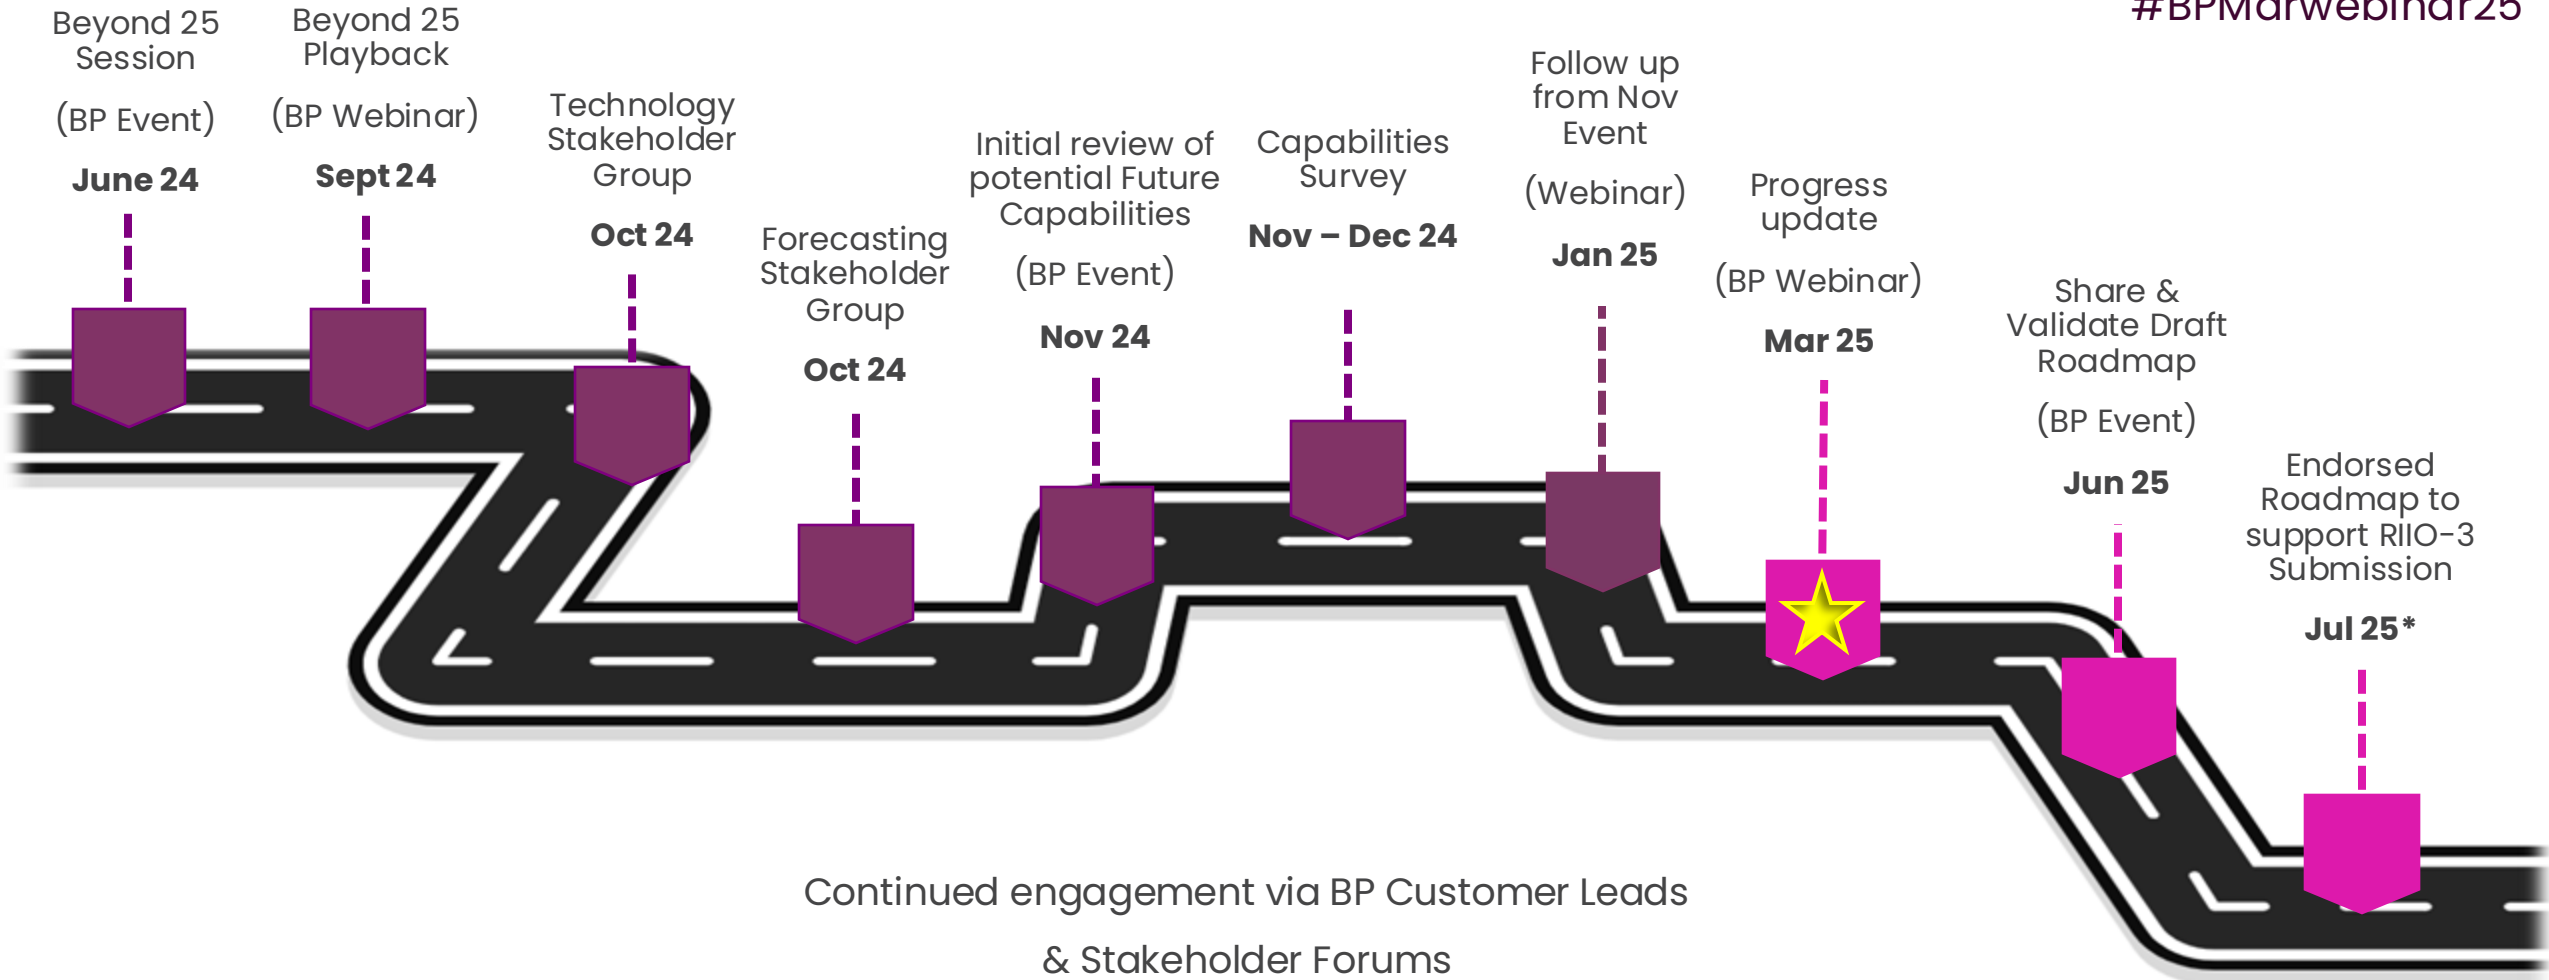 #BPMarWebinar25
Beyond 25
Session
(BP Event)
June 24
Beyond 25
Playback
(BP Webinar)
Sept 24
Technology
Stakeholder
Group
Oct 24
Forecasting
Stakeholder
Group
Oct 24
Initial review of
potential Future
Capabilities
(BP Event)
Nov 24
Capabilities
Survey
Nov – Dec 24
Follow up
from Nov
Event
(Webinar)
Jan 25
Progress
update
(BP Webinar)
Mar 25
Share &
Validate Draft
Roadmap
(BP Event)
Jun 25
Endorsed
Roadmap to
support RIIO-3
Submission
Jul 25*
Continued engagement via BP Customer Leads
& Stakeholder Forums